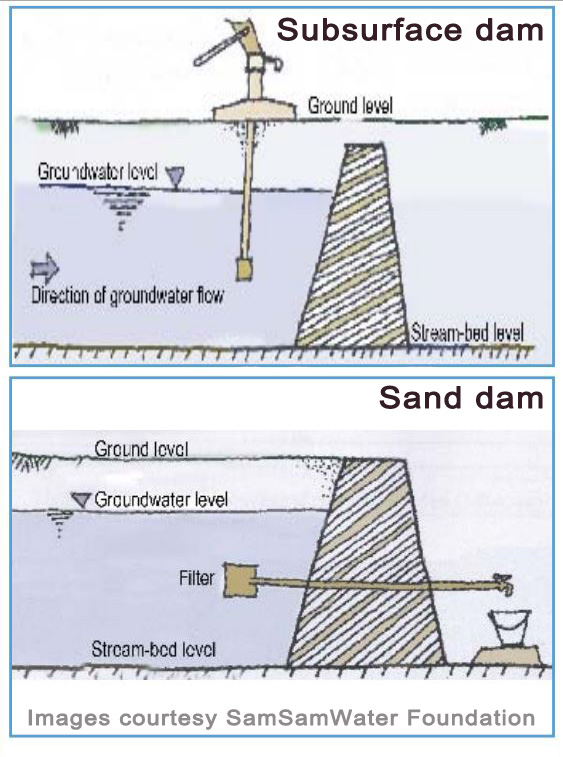 Subsurface dam
Ground level
Groundwater level
Direction of groundwater flow
Stream-bed level
Sand dam
Ground level
Groundwater level
Filter
Stream-bed level
Images courtesy SamSamWater Foundation